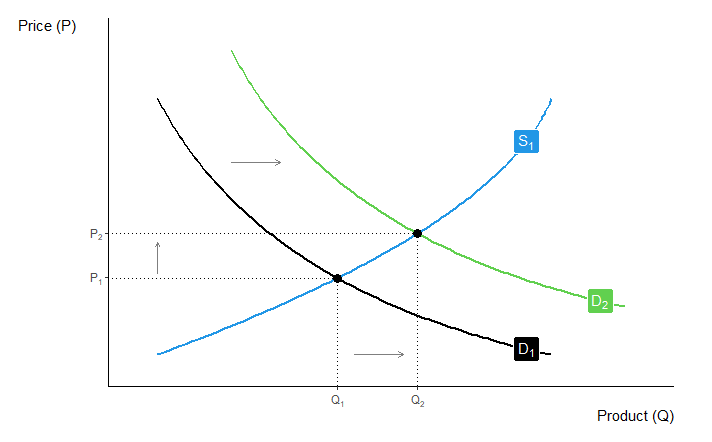 Price (P)
S₁
P₂
P₁
D₂
D₁
Q₁ Q₂
Product (Q)